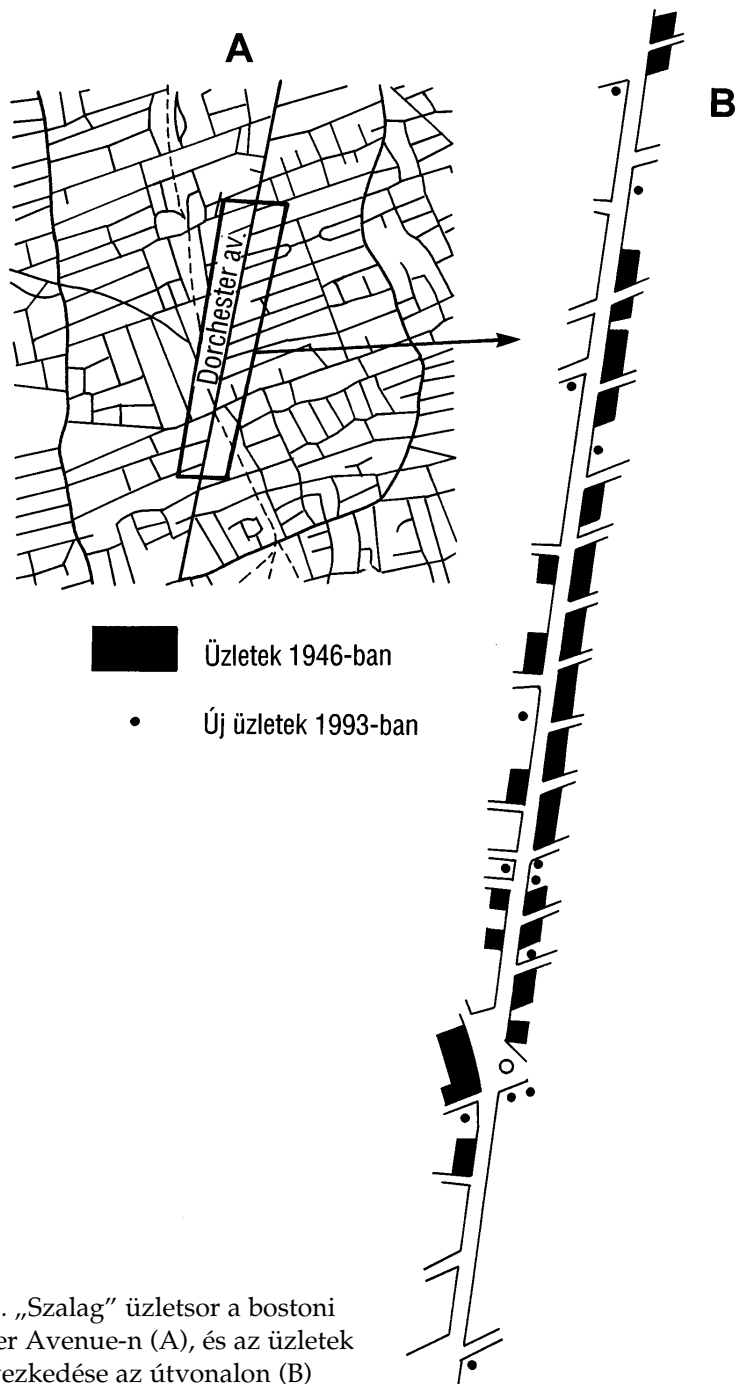 A
B
Dorchester av.
Üzletek 1946-ban
Új üzletek 1993-ban
. „Szalag” üzletsor a bostoni
er Avenue-n (A), és az üzletek
vezkedése az útvonalon (B)